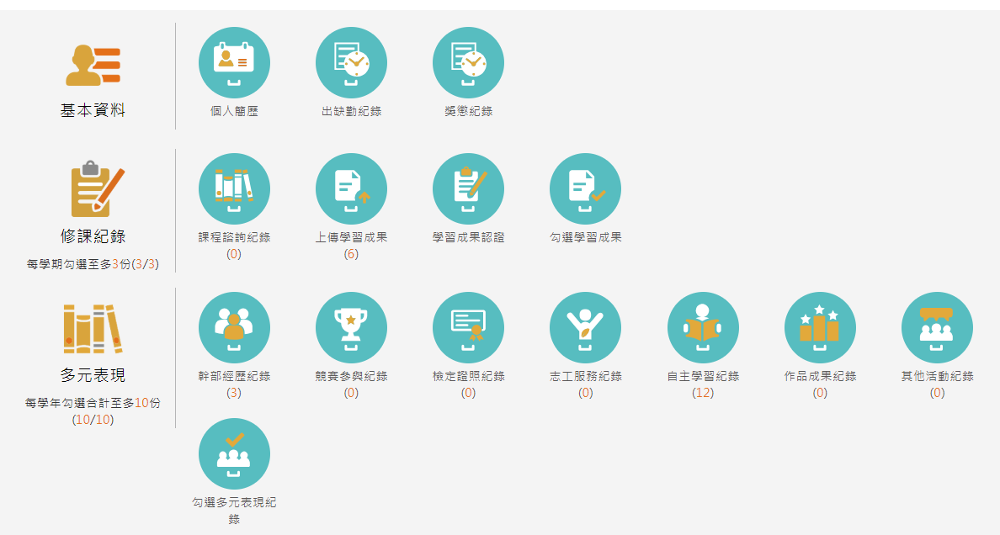 基本資料
個人簡歷
出缺勤紀錄
獎懲紀錄
修課紀錄
每學期勾選至多3份(3/3)
課程諮詢紀錄
(0)
上傳學習成果
(6)
學習成果認證
勾選學習成果
多元表現
每學年勾選合計至多10份
(10/10)
幹部經歷紀錄
(3)
競賽參與紀錄
(0)
檢定證照紀錄
(0)
志工服務紀錄
(0)
自主學習紀錄
(12)
作品成果紀錄
(0)
其他活動紀錄
(0)
勾選多元表現紀
錄